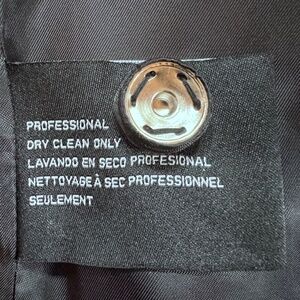 PROFESSIONAL
DRY CLEAN ONLY
LAVANDO EN SECO PROFESIONAL
NETTOYAGE À SEC PROFESSIONNEL
SEULEMENT